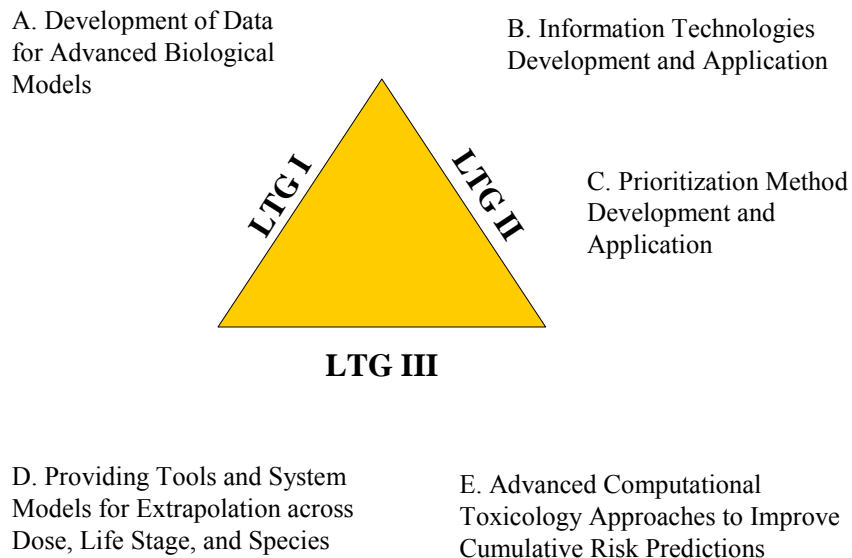 A. Development of Data
for Advanced Biological
Models
B. Information Technologies
Development and Application
LTG I
LTG II
C. Prioritization Method
Development and
Application
LTG III
D. Providing Tools and System
Models for Extrapolation across
Dose, Life Stage, and Species
E. Advanced Computational
Toxicology Approaches to Improve
Cumulative Risk Predictions